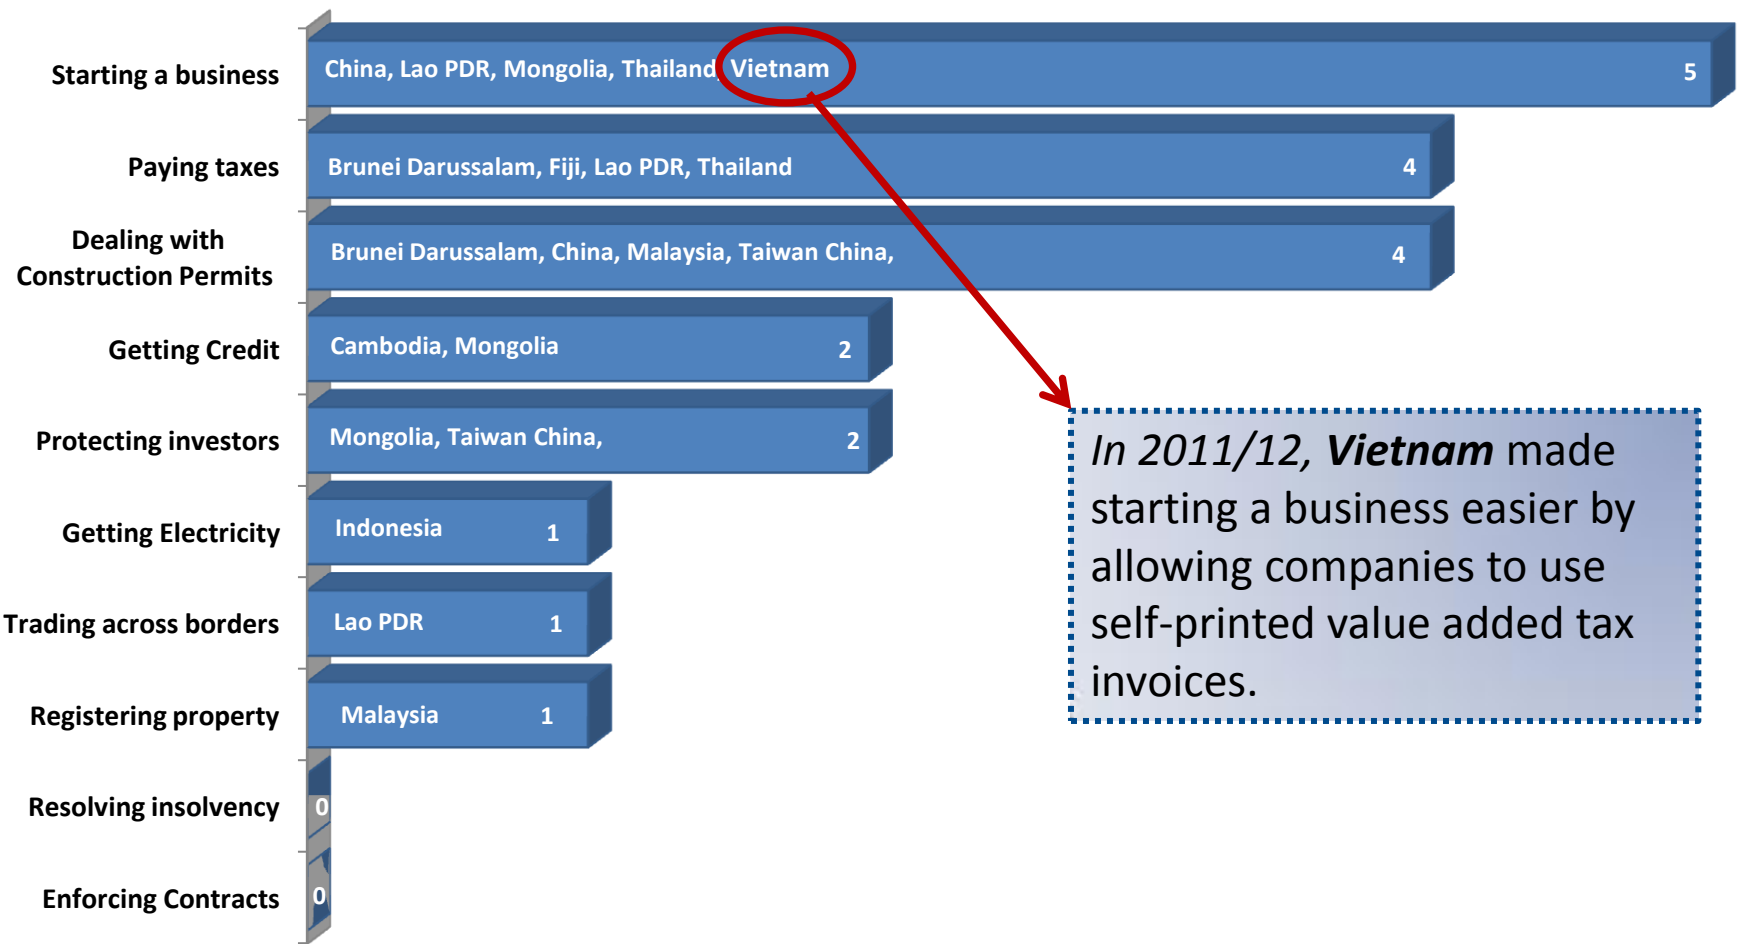 Starting a business
China, Lao PDR, Mongolia, Thailand, Vietnam
5
Paying taxes
Brunei Darussalam, Fiji, Lao PDR, Thailand
4
Dealing with
Construction Permits
Brunei Darussalam, China, Malaysia, Taiwan China,
4
Getting Credit
Cambodia, Mongolia
2
Protecting investors
Mongolia, Taiwan China,
2
Getting Electricity
Indonesia
1
Trading across borders
Lao PDR
1
Registering property
Malaysia
1
Resolving insolvency
0
Enforcing Contracts
0
In 2011/12, Vietnam made
starting a business easier by
allowing companies to use
self-printed value added tax
invoices.